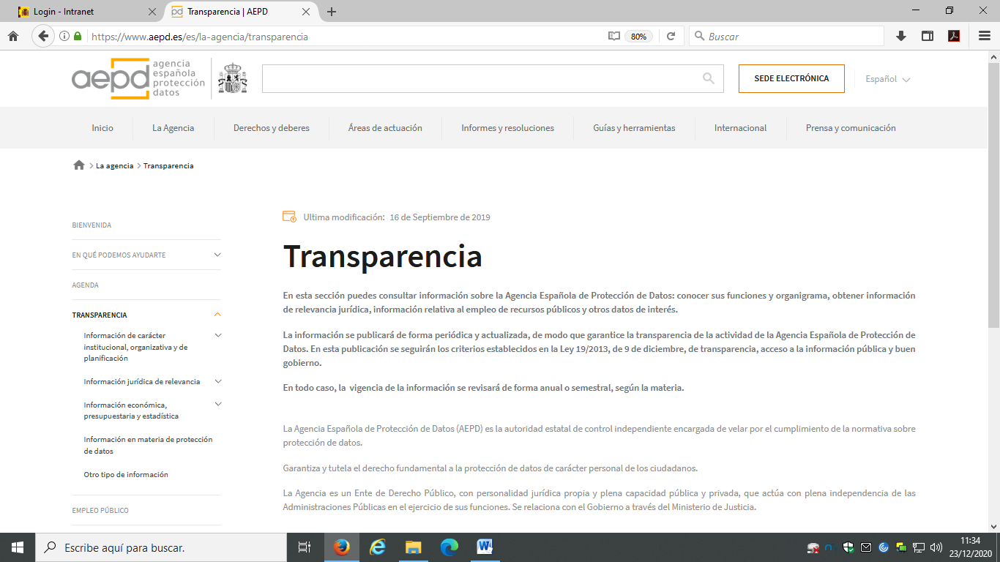 Login - Intranet
Transparencia | AEPD
https://www.aepd.es/es/la-agencia/transparencia
80%
Buscar
aepd
agencia
española
protección
datos
SEDE ELECTRÓNICA
Español
Inicio
La Agencia
Derechos y deberes
Áreas de actuación
Informes y resoluciones
Guías y herramientas
Internacional
Prensa y comunicación
La agencia
Transparencia
BIENVENIDA
EN QUÉ PODEMOS AYUDARTE
AGENDA
TRANSPARENCIA
Información de carácter
institucional, organizativa y de
planificación
Información jurídica de relevancia
Información económica,
presupuestaria y estadística
Información en materia de protección
de datos
Otro tipo de información
EMPLEO PÚBLICO
Ultima modificación: 16 de Septiembre de 2019
Transparencia
En esta sección puedes consultar información sobre la Agencia Española de Protección de Datos: conocer sus funciones y organigrama, obtener información
de relevancia jurídica, información relativa al empleo de recursos públicos y otros datos de interés.
La información se publicará de forma periódica y actualizada, de modo que garantice la transparencia de la actividad de la Agencia Española de Protección de
Datos. En esta publicación se seguirán los criterios establecidos en la Ley 19/2013, de 9 de diciembre, de transparencia, acceso a la información pública y buen
gobierno.
En todo caso, la vigencia de la información se revisará de forma anual o semestral, según la materia.
La Agencia Española de Protección de Datos (AEPD) es la autoridad estatal de control independiente encargada de velar por el cumplimiento de la normativa sobre
protección de datos.
Garantiza y tutela el derecho fundamental a la protección de datos de carácter personal de los ciudadanos.
La Agencia es un Ente de Derecho Público, con personalidad jurídica propia y plena capacidad pública y privada, que actúa con plena independencia de las
Administraciones Públicas en el ejercicio de sus funciones. Se relaciona con el Gobierno a través del Ministerio de Justicia.
Escribe aquí para buscar.
11:34
23/12/2020